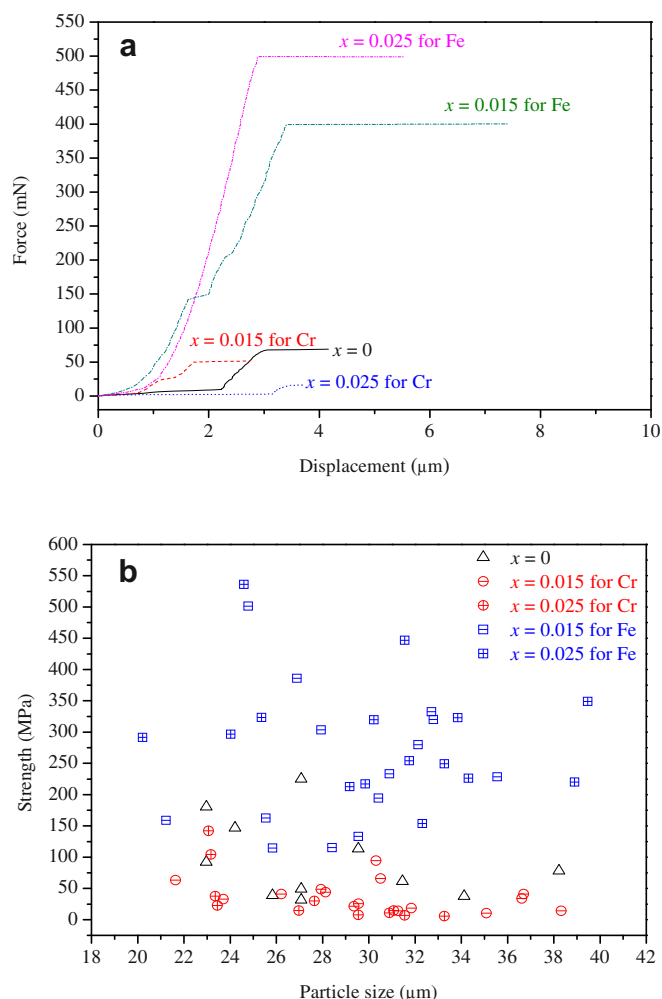 a
550
500
450
400
350
300
250
200
150
100
50
0
Force (mN)
x = 0.025 for Fe
x = 0.015 for Fe
x = 0.015 for Cr
x = 0
x = 0.025 for Cr
0 2 4 6 8 10
Displacement (µm)
b
600
550
500
450
400
350
300
250
200
150
100
50
0
Strength (MPa)
x = 0
x = 0.015 for Cr
x = 0.025 for Cr
x = 0.015 for Fe
x = 0.025 for Fe
18 20 22 24 26 28 30 32 34 36 38 40 42
Particle size (µm)